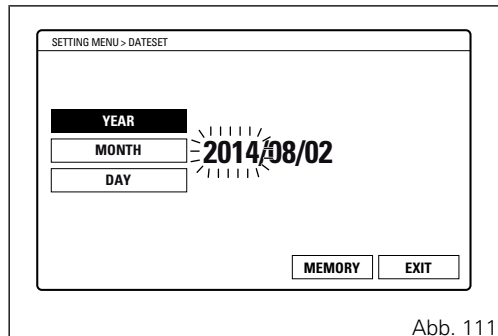 SETTING MENU > DATESET
YEAR
MONTH
2014/08/02
DAY
MEMORY
EXIT
Abb. 111